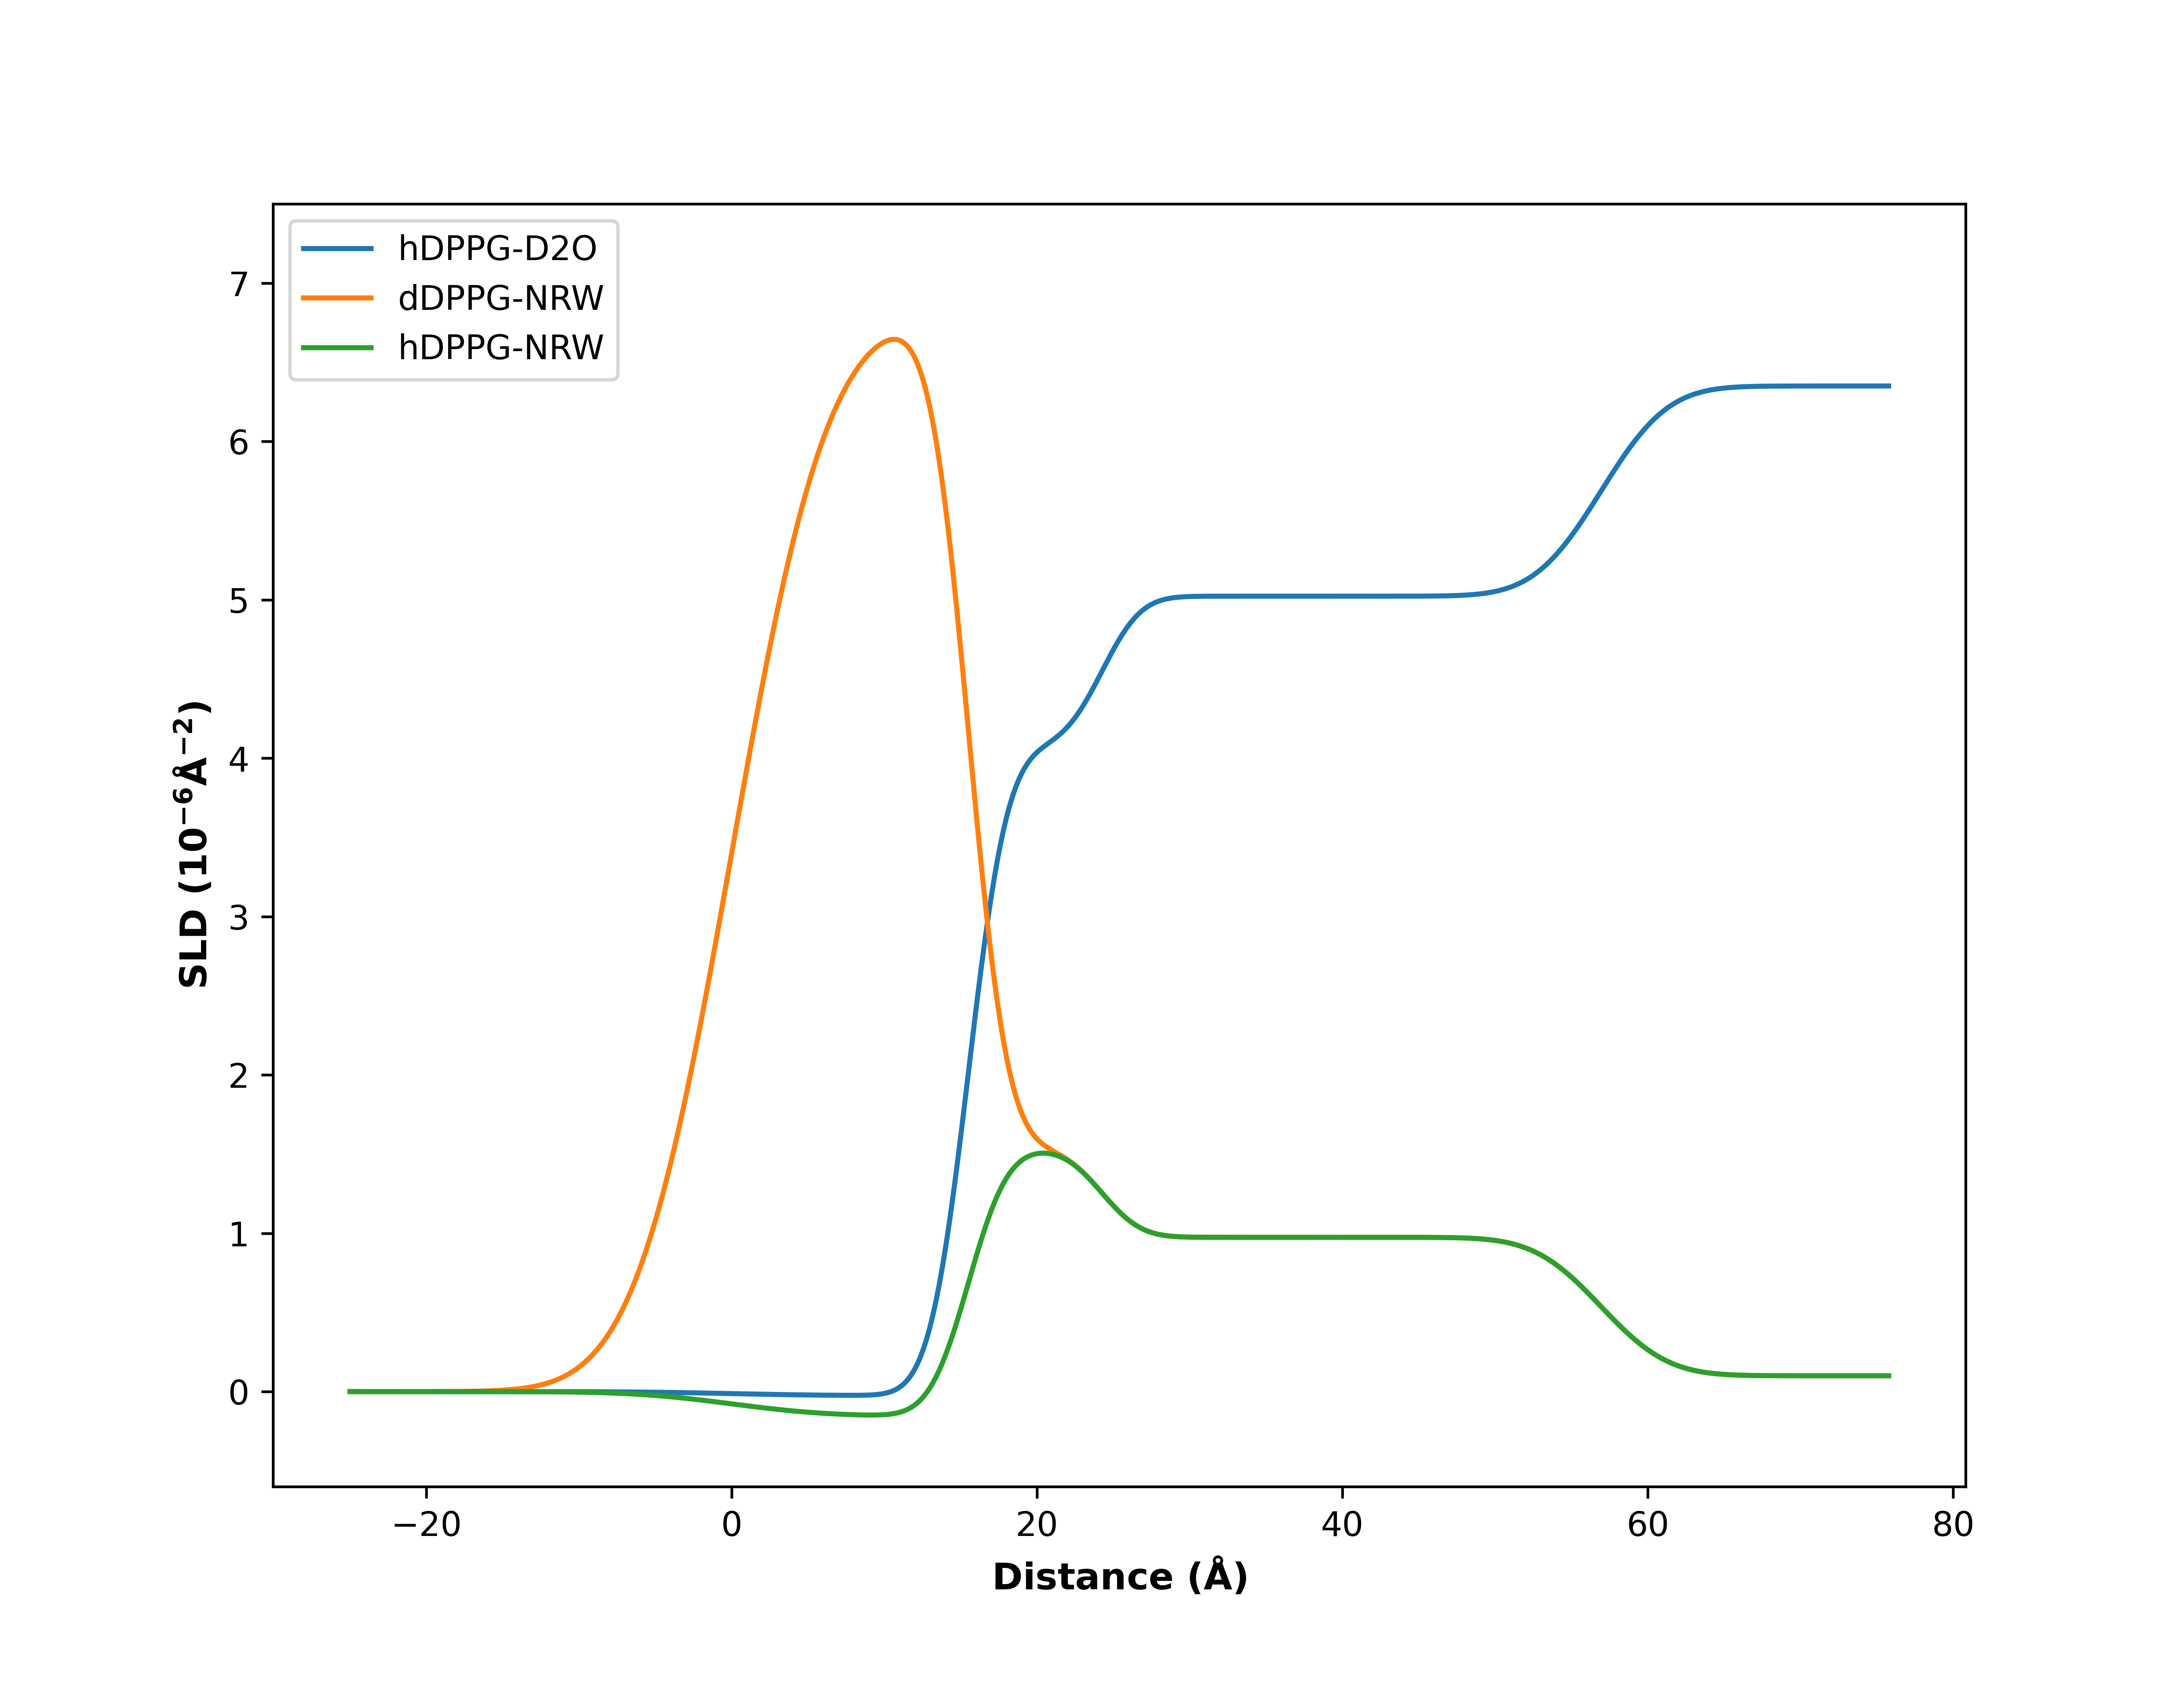 hDPPG-D2O
dDPPG-NRW
hDPPG-NRW
7
6
5
4
3
2
1
0
SLD (10⁻⁶Å⁻²)
−20
0
20
40
60
80
Distance (Å)